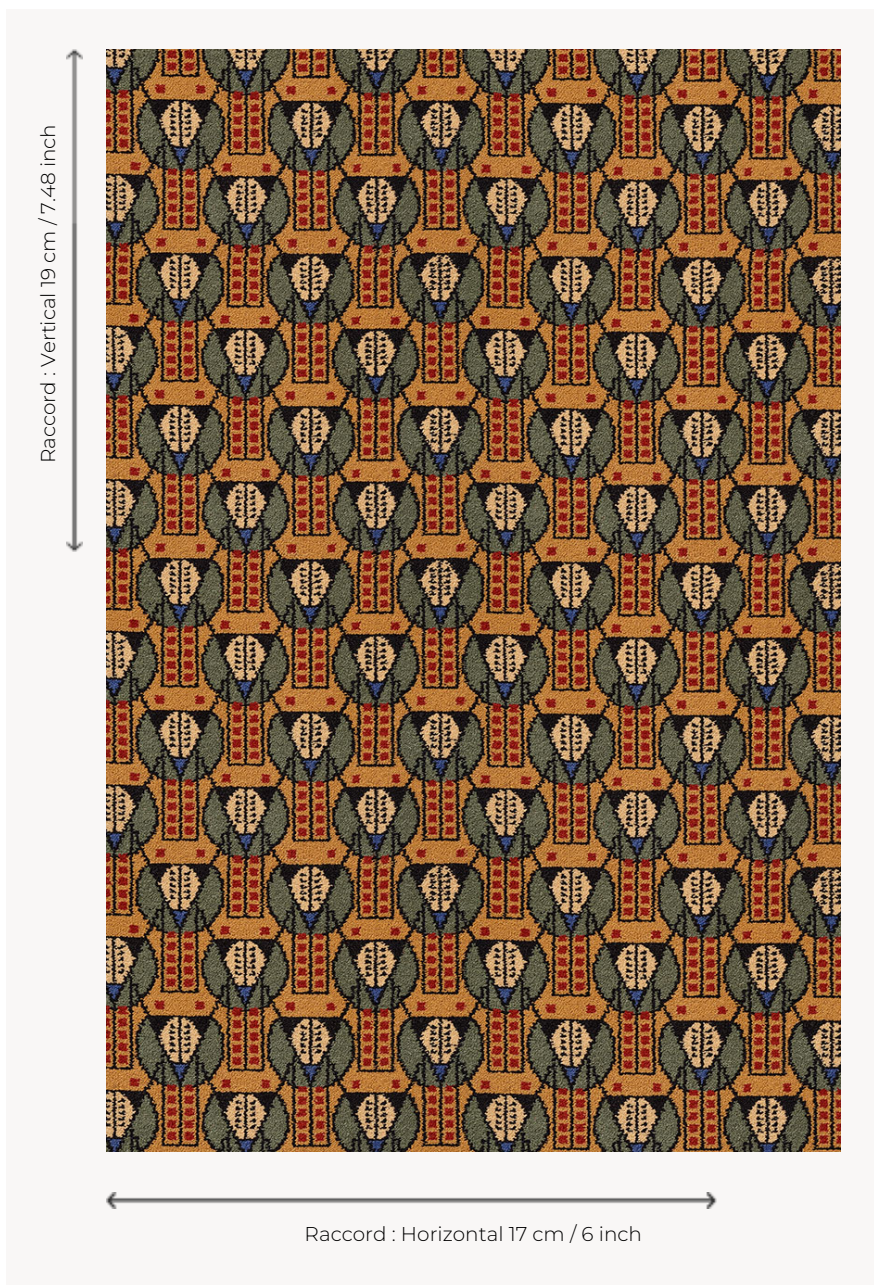 Raccord : Vertical 19 cm / 7.48 inch
Raccord : Horizontal 17 cm / 6 inch